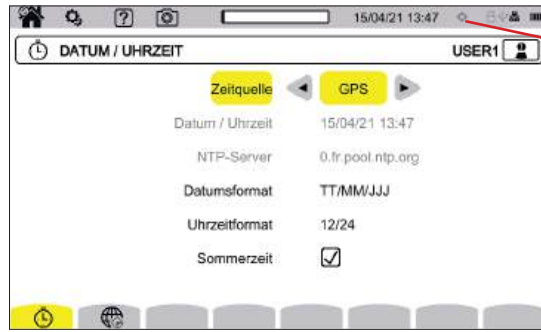 15/04/21 13:47
DATUM / UHRZEIT USER1
Zeitquelle GPS
Datum / Uhrzeit 15/04/21 13:47
NTP-Server 0.fr.pool.ntp.org
Datumsformat TT/MM/JJJ
Uhrzeitformat 12/24
Sommerzeit